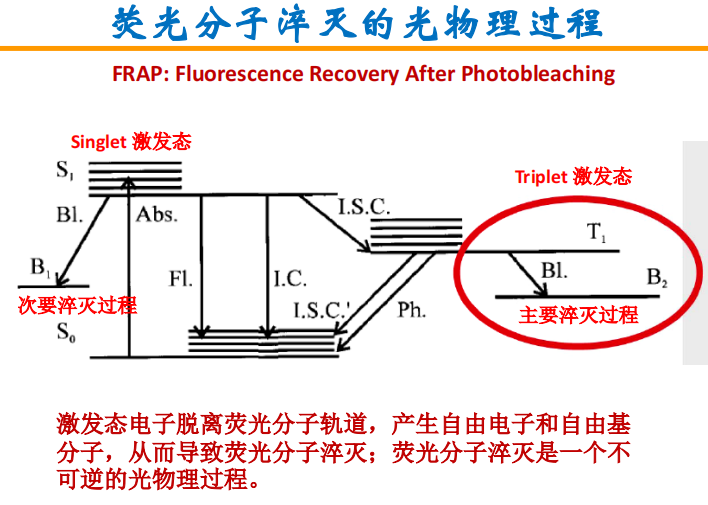 荧光分子淬灭的光物理过程
FRAP: Fluorescence Recovery After Photobleaching
Singlet 激发态
S1
Triplet 激发态
Bl.
Abs.
I.S.C.
T1
B1
Fl.
I.C.
Bl.
B2
次要淬灭过程
I.S.C.'
Ph.
主要淬灭过程
S0
激发态电子脱离荧光分子轨道，产生自由电子和自由基
分子，从而导致荧光分子淬灭；荧光分子淬灭是一个不
可逆的光物理过程。